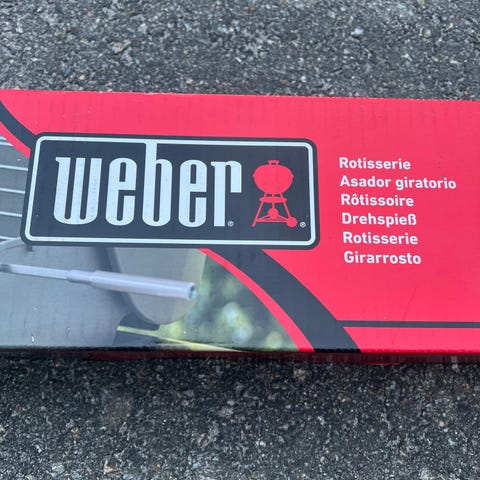 weber
Rotisserie
Asador giratorio
Rôtissoire
Drehspieß
Rotisserie
Girarrosto